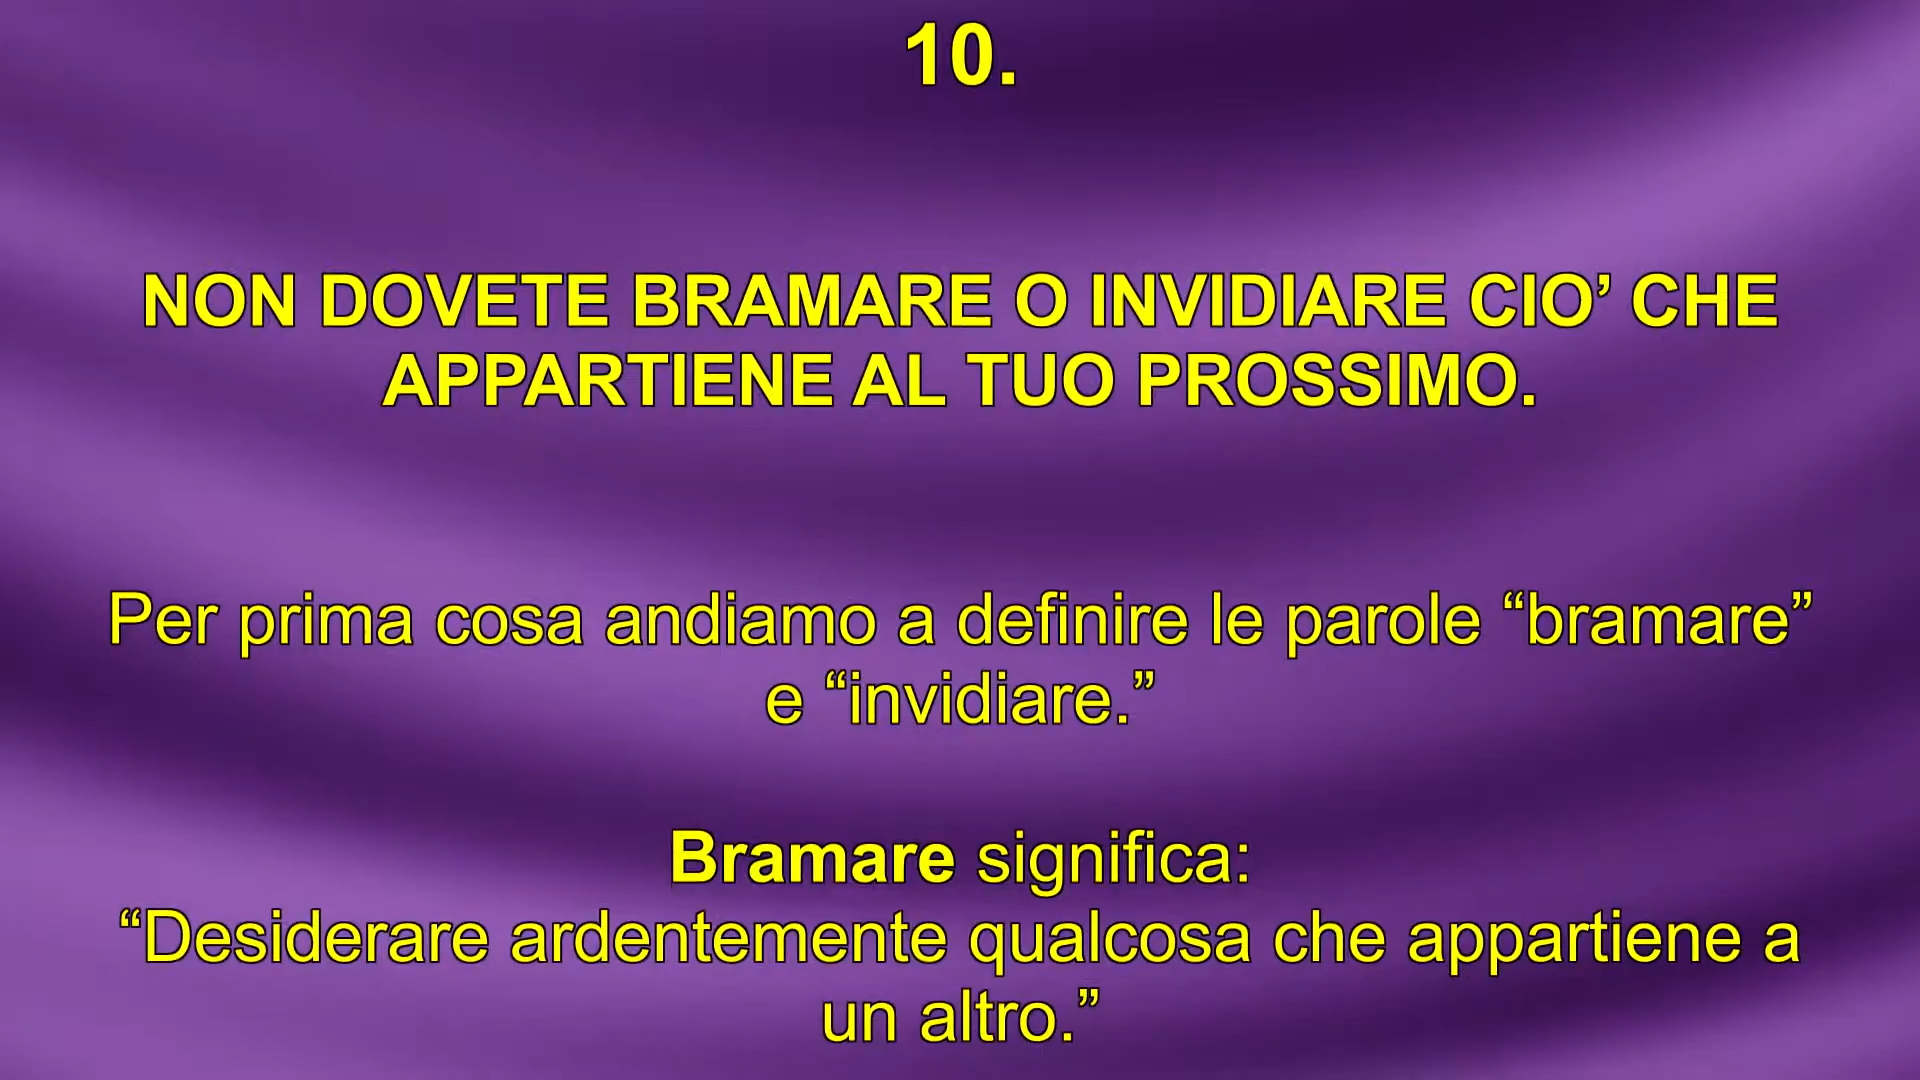 10.
NON DOVETE BRAMARE O INVIDIARE CIO’ CHE
APPARTIENE AL TUO PROSSIMO.
Per prima cosa andiamo a definire le parole “bramare”
e “invidiare.”
Bramare significa:
“Desiderare ardentemente qualcosa che appartiene a
un altro.”